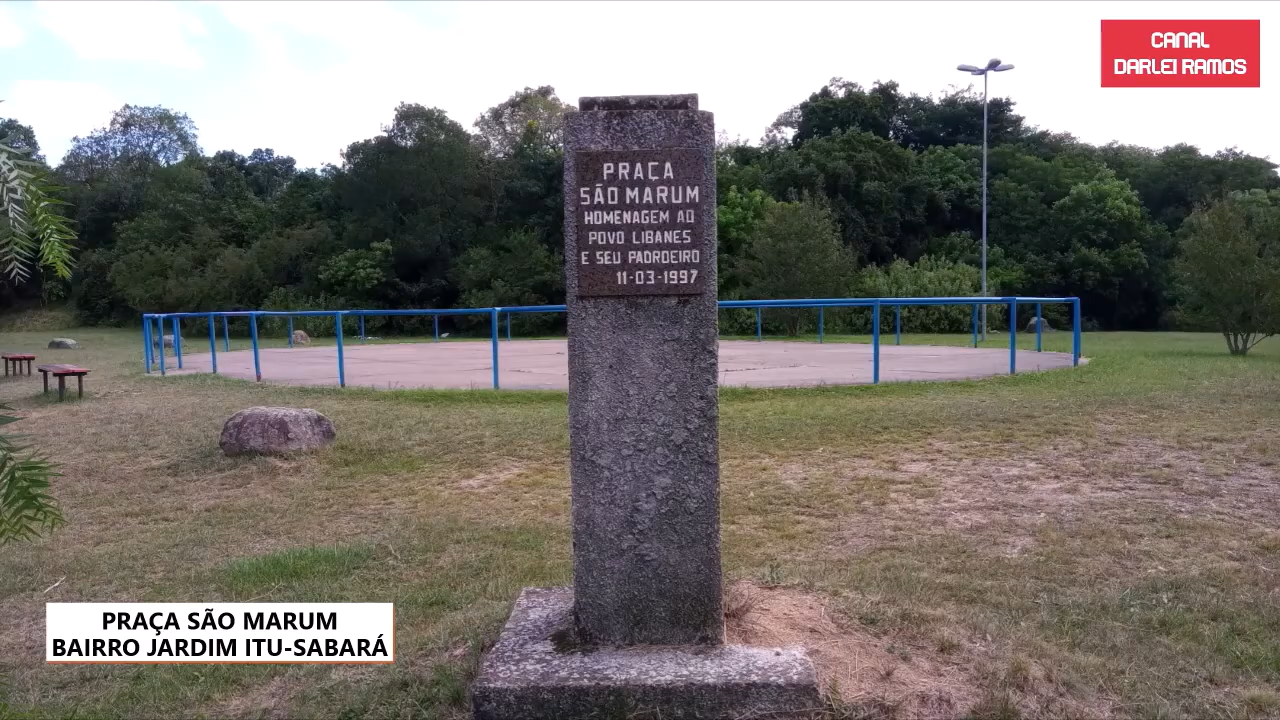 CANAL
DARLEI RAMOS
PRAÇA
SÃO MARUM
HOMENAGEM AO
POVO LIBANES
E SEU PADROEIRO
11-03-1997
PRAÇA SÃO MARUM
BAIRRO JARDIM ITU-SABARÁ